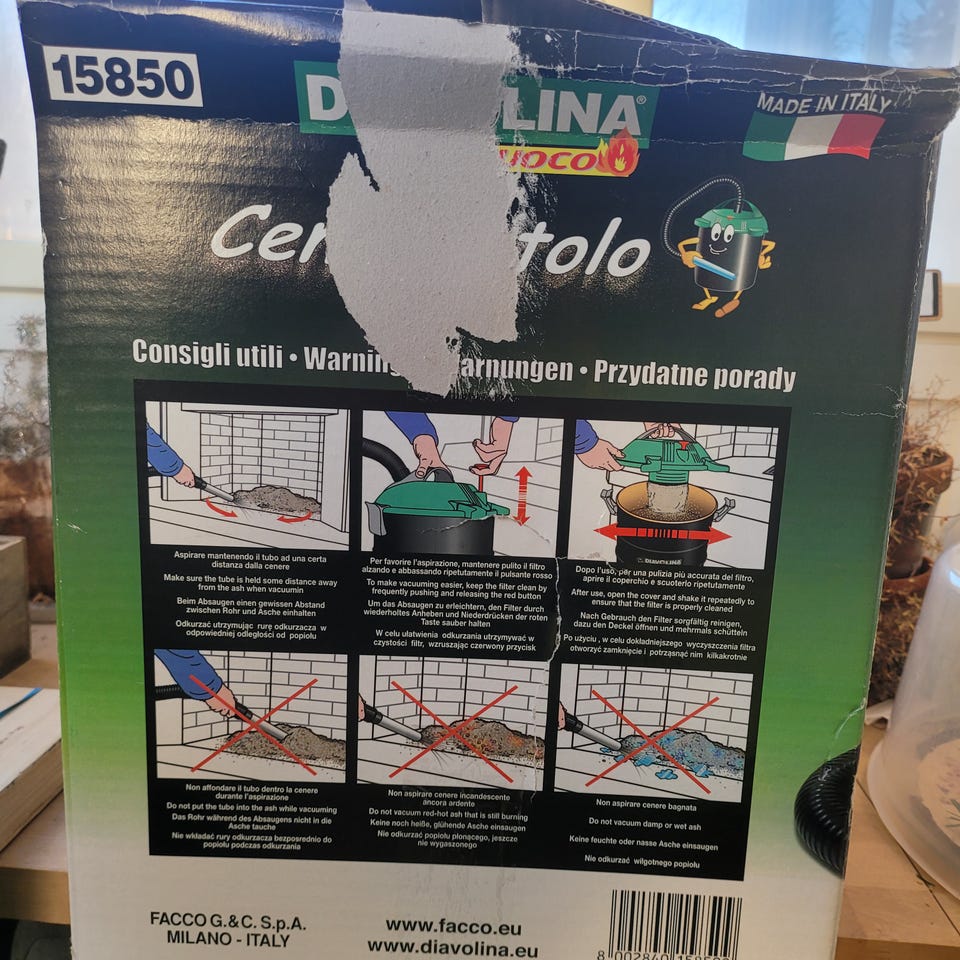 15850
LINA®
MADE IN ITALY
tolo
Consigli utili • • Przydatne porady
Aspirare mantenendo il tubo ad una certa
distanza dalla cenere
Make sure the tube is held some distance away
from the ash when vacuumin
Beim Absaugen einen gewissen Abstand
zwischen Rohr und Asche einhalten
Odkurzać utrzymując rurę odkurzacza w
odpowiedniej odległości od popiołu
Per favorire l'aspirazione, mantenere pulito il filtro
alzando e abbassando ripetutamente il pulsante rosso
To make vacuuming easier, keep the filter clean by
frequently pushing and releasing the red button
Um das Absaugen zu erleichtern, den Filter durch
wiederholtes Anheben und Niederdrücken der roten
Taste sauber halten
W celu ułatwienia odkurzania utrzymywać w
czystości filtr, wzruszając czerwony przycisk
DIAVOLINA
Dopo l'uso, per una pulizia più accurata del filtro,
aprire il coperchio e scuoterlo ripetutamente
After use, open the cover and shake it repeatedly to
ensure that the filter is properly cleaned
Nach Gebrauch den Filter sorgfältig reinigen,
dazu den Deckel öffnen und mehrmals schütteln
Po użyciu, w celu dokładniejszego wyczyszczenia filtra
otworzyć zamknięcie i potrząsnąć nim kilkakrotnie
Non affondare il tubo dentro la cenere
durante l'aspirazione
Do not put the tube into the ash while vacuuming
Das Rohr während des Absaugens nicht in die
Asche tauche
Nie wkładać rury odkurzacza bezposrednio do
popiołu podczas odkurzania
Non aspirare cenere incandescente
ancora ardente
Do not vacuum red-hot ash that is still burning
Keine noch heiße, glühende Asche einsaugen
Nie odkurzać popiołu płonącego, jeszcze
nie wygaszonego
Non aspirare cenere bagnata
Do not vacuum damp or wet ash
Keine feuchte oder nasse Asche einsaugen
Nie odkurzać wilgotnego popiołu
FACCO G.& C. S.p.A.
MILANO - ITALY
www.facco.eu
www.diavolina.eu